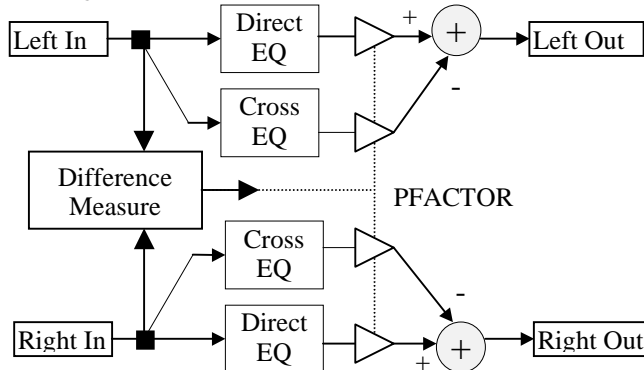 Left In
Direct
EQ
+
+
Left Out
Cross
EQ
-
Difference
Measure
PFACTOR
Cross
EQ
-
Right In
Direct
EQ
+
+
Right Out